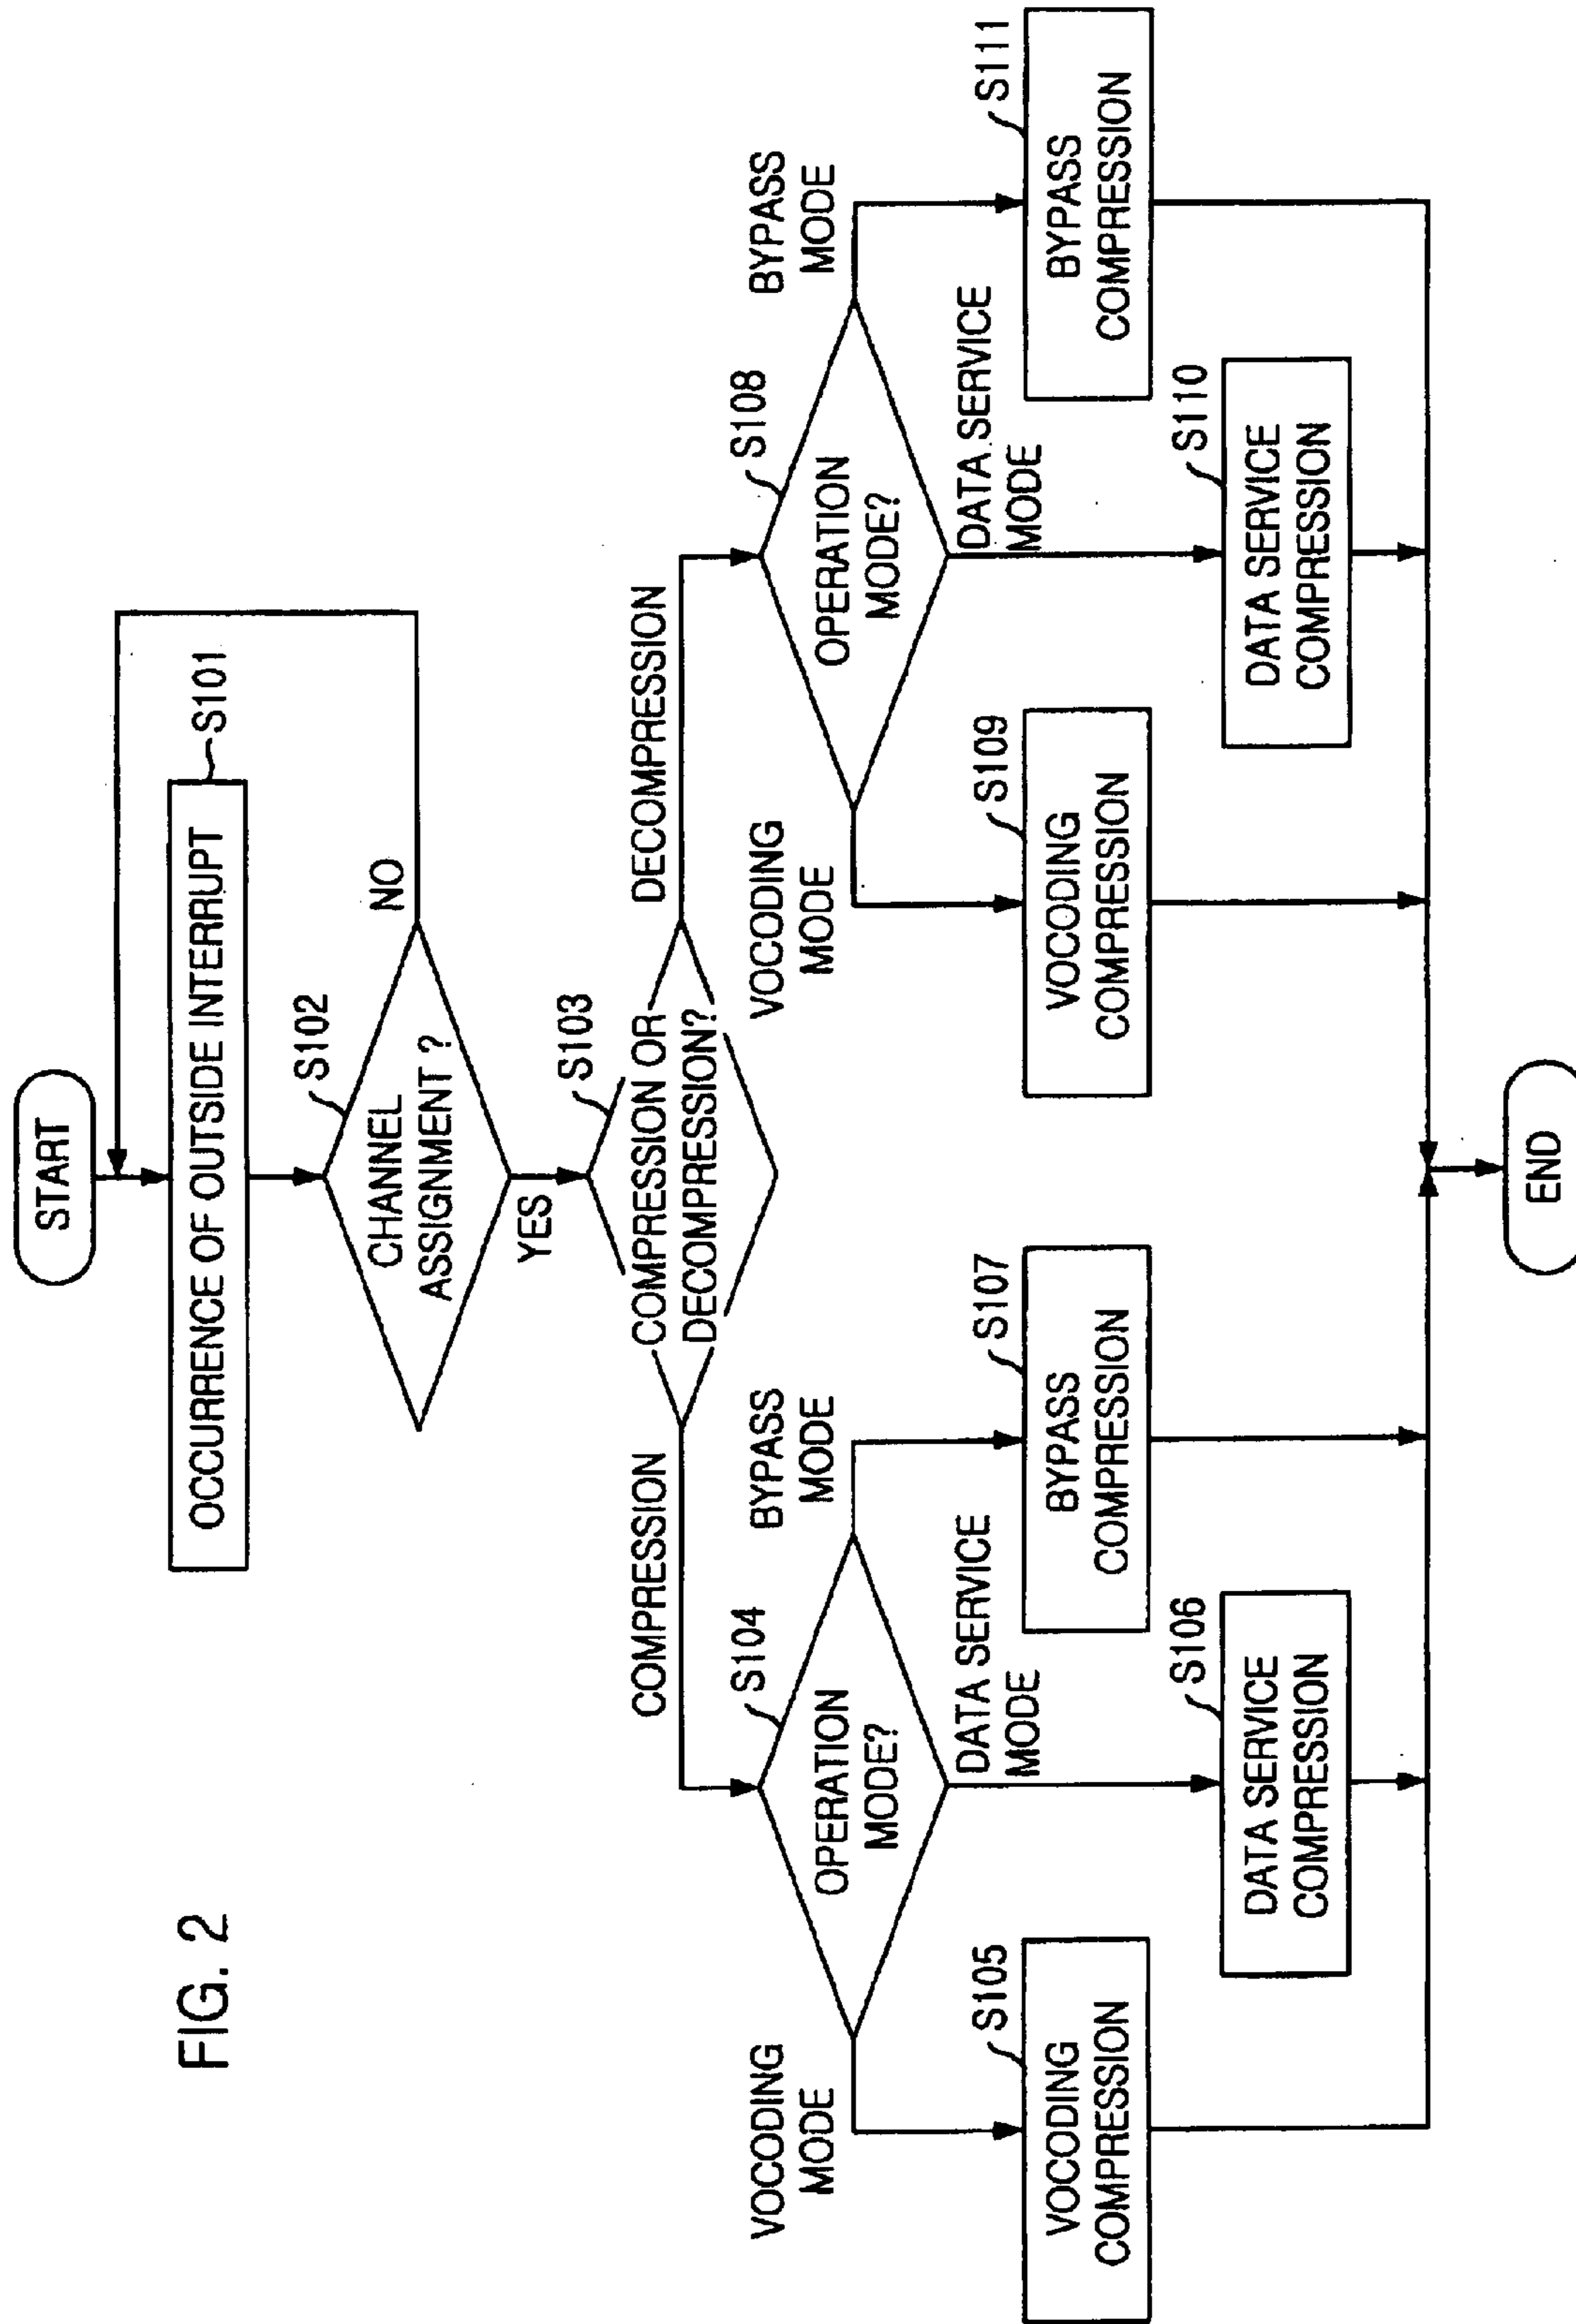 FIG. 2
START
OCCURRENCE OF OUTSIDE INTERRUPT
S101
S102
CHANNEL
ASSIGNMENT ?
NO
YES
S103
COMPRESSION OR
DECOMPRESSION?
COMPRESSION
DECOMPRESSION
S104
OPERATION
MODE?
VOCODING
MODE
BYPASS
MODE
DATA SERVICE
MODE
S105
VOCODING
COMPRESSION
S106
DATA SERVICE
COMPRESSION
S107
BYPASS
COMPRESSION
S108
OPERATION
MODE?
VOCODING
MODE
BYPASS
MODE
DATA SERVICE
MODE
S109
VOCODING
COMPRESSION
S110
DATA SERVICE
COMPRESSION
S111
BYPASS
COMPRESSION
END